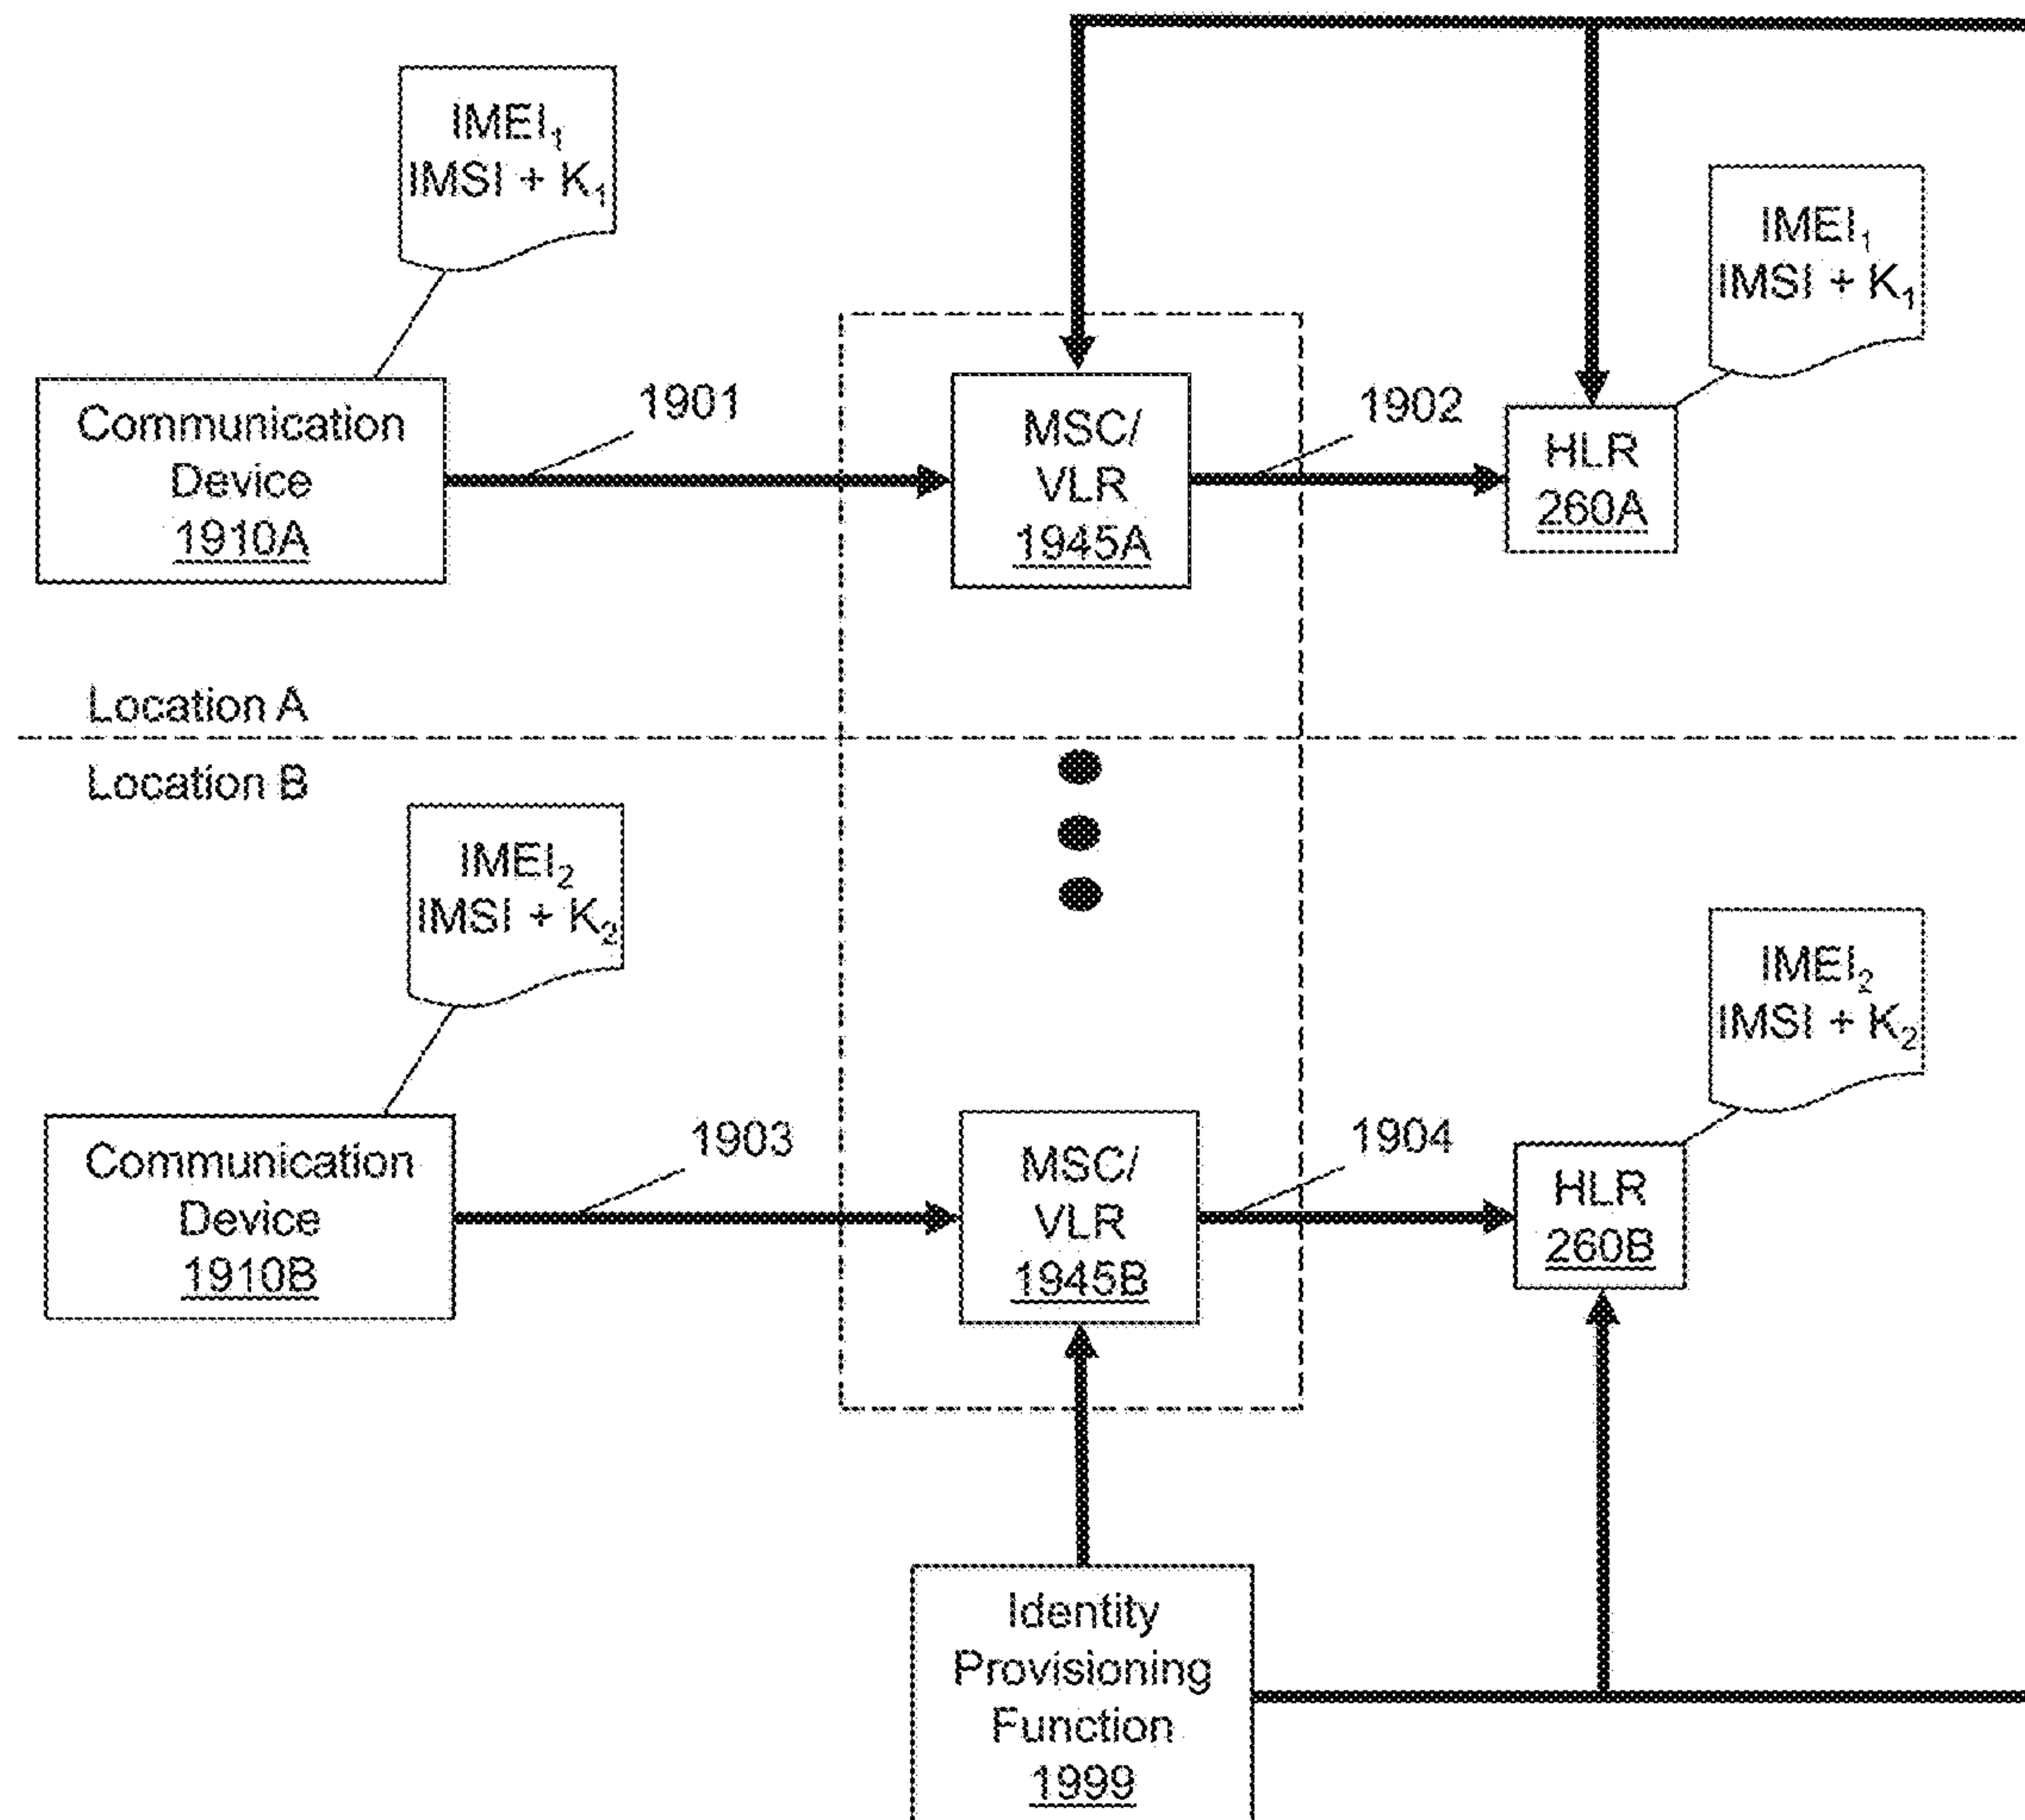 IMEI₁
IMSI + K₁
IMEI₁
IMSI + K₁
Communication
Device
1910A
1901
MSC/
VLR
1945A
1902
HLR
260A
Location A
Location B
IMEI₂
IMSI + K₂
IMEI₂
IMSI + K₂
Communication
Device
1910B
1903
MSC/
VLR
1945B
1904
HLR
260B
Identity
Provisioning
Function
1999